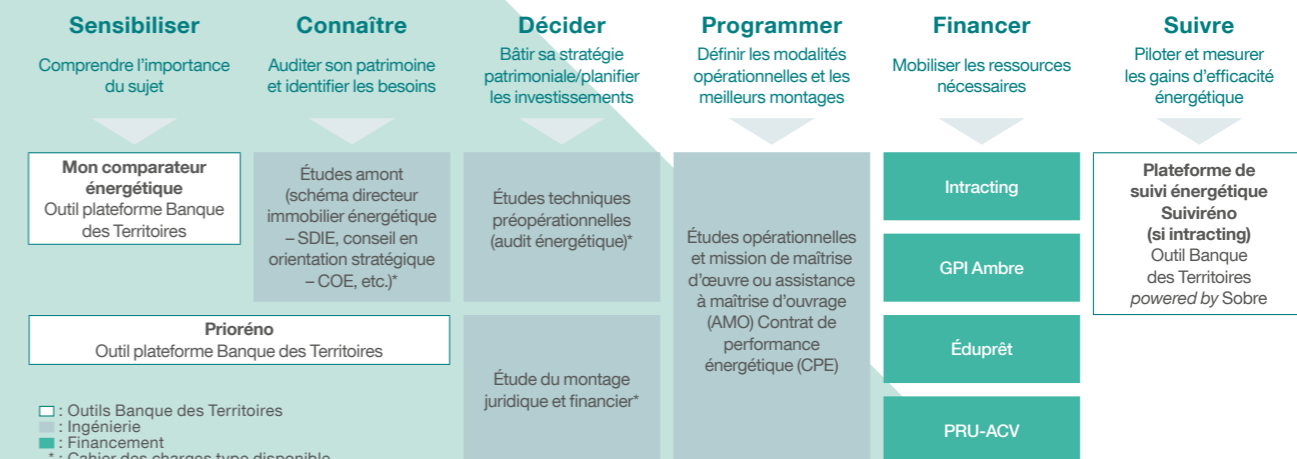 Sensibiliser
Comprendre l'importance
du sujet
Connaître
Auditer son patrimoine
et identifier les besoins
Décider
Bâtir sa stratégie
patrimoniale/planifier
les investissements
Programmer
Définir les modalités
opérationnelles et les
meilleurs montages
Financer
Mobiliser les ressources
nécessaires
Suivre
Piloter et mesurer
les gains d'efficacité
énergétique
Mon comparateur
énergétique
Outil plateforme Banque
des Territoires
Études amont
(schéma directeur
immobilier énergétique
– SDIE, conseil en
orientation stratégique
– COE, etc.)*
Prioréno
Outil plateforme Banque des Territoires
Études techniques
préopérationnelles
(audit énergétique)*
Étude du montage
juridique et financier*
Études opérationnelles
et mission de maîtrise
d'œuvre ou assistance
à maîtrise d'ouvrage
(AMO) Contrat de
performance
énergétique (CPE)
Intracting
GPI Ambre
Éduprêt
PRU-ACV
Plateforme de
suivi énergétique
Suiviréno
(si intracting)
Outil Banque
des Territoires
powered by Sobre
: Outils Banque des Territoires
: Ingénierie
: Financement
* : Cahier des charges type disponible